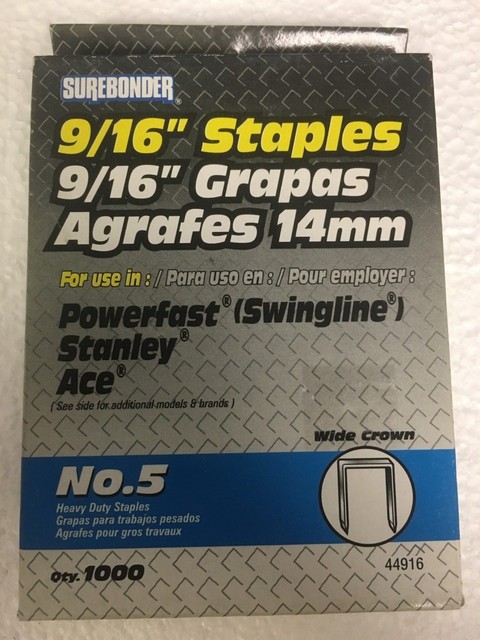 SUREBONDER®
9/16" Staples
9/16" Grapas
Agrafes 14mm
For use in : / Para uso en : / Pour employer :
Powerfast® (Swingline®)
Stanley®
Ace®
( See side for additional models & brands )
Wide Crown
No.5
Heavy Duty Staples
Grapas para trabajos pesados
Agrafes pour gros travaux
Qty. 1000
44916